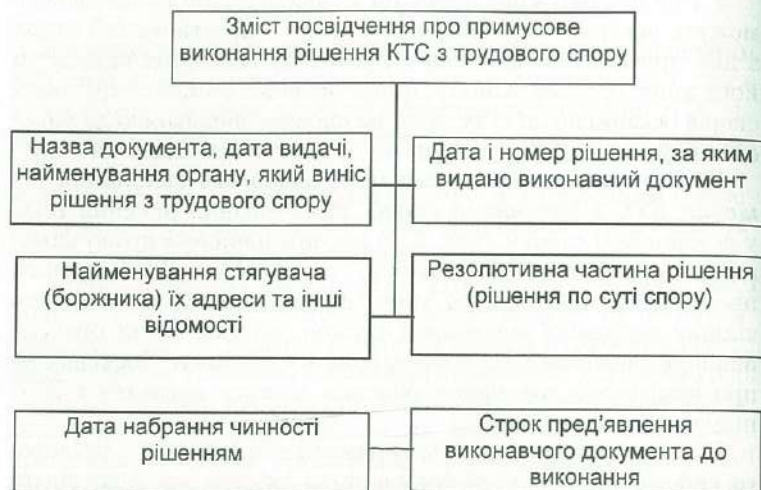 Зміст посвідчення про примусове
виконання рішення КТС з трудового спору
Назва документа, дата видачі,
найменування органу, який виніс
рішення з трудового спору
Дата і номер рішення, за яким
видано виконавчий документ
Найменування стягувача
(боржника) їх адреси та інші
відомості
Резолютивна частина рішення
(рішення по суті спору)
Дата набрання чинності
рішенням
Строк пред'явлення
виконавчого документа до
виконання